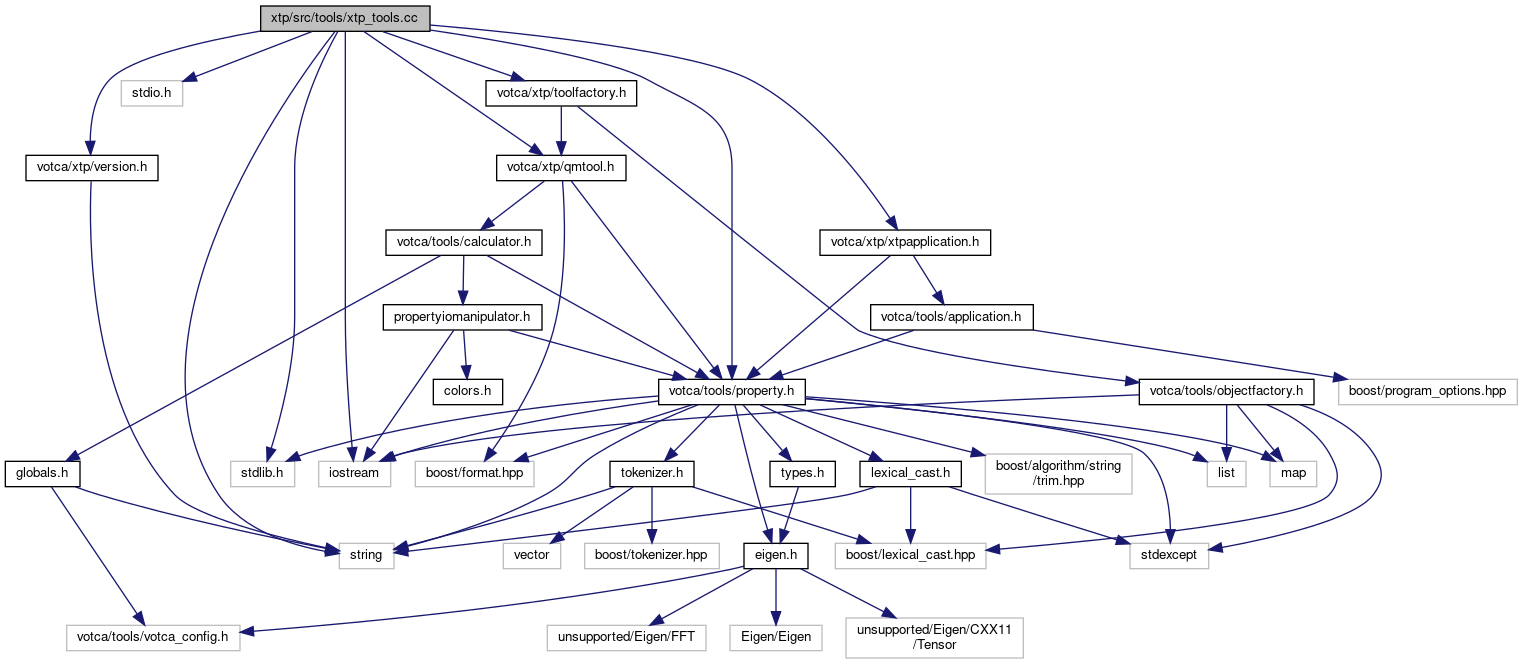 xtp/src/tools/xtp_tools.cc
stdio.h
votca/xtp/toolfactory.h
votca/xtp/version.h
votca/xtp/qmtool.h
votca/tools/calculator.h
votca/xtp/xtpapplication.h
propertyiomanipulator.h
votca/tools/application.h
colors.h
votca/tools/property.h
votca/tools/objectfactory.h
boost/program_options.hpp
globals.h
stdlib.h
iostream
boost/format.hpp
tokenizer.h
types.h
lexical_cast.h
boost/algorithm/string
/trim.hpp
list
map
string
vector
boost/tokenizer.hpp
eigen.h
boost/lexical_cast.hpp
stdexcept
votca/tools/votca_config.h
unsupported/Eigen/FFT
Eigen/Eigen
unsupported/Eigen/CXX11
/Tensor